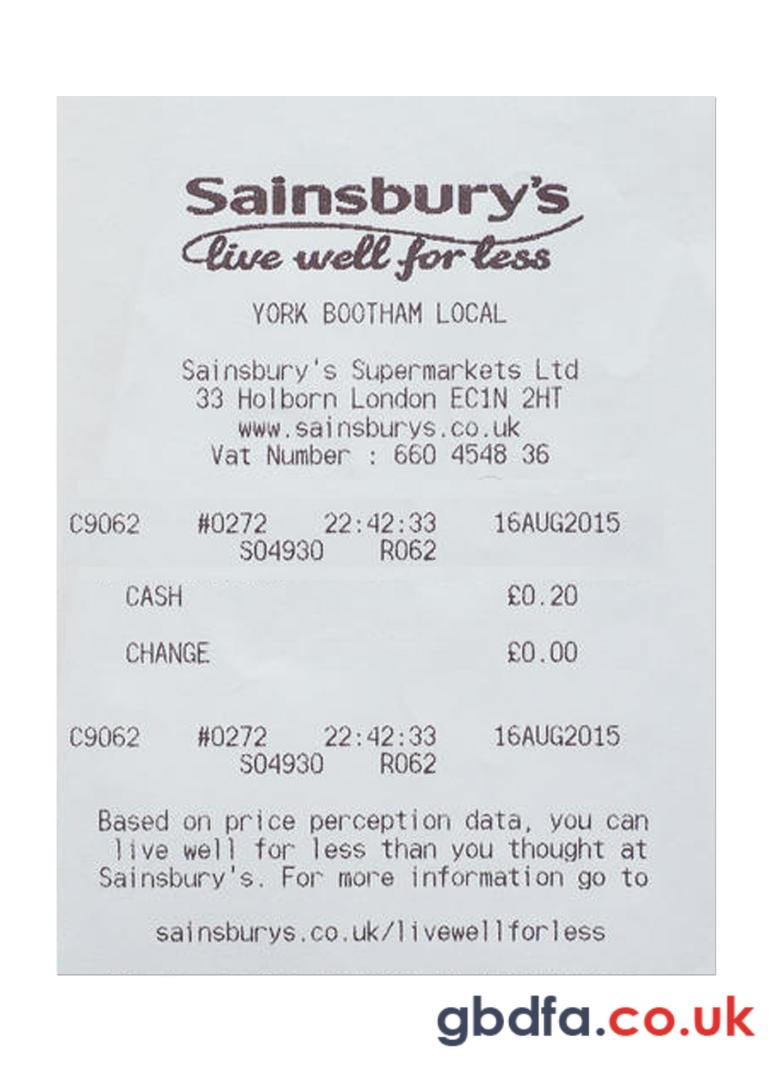 Sainsbury's
live well for less
YORK BOOTHAM LOCAL
Sainsbury's Supermarkets Ltd
33 Holborn London EC1N 2HT
www.sainsburys.co.uk
Vat Number : 660 4548 36
C9062 #0272 22:42:33 16AUG2015
S04930 R062
CASH £0.20
CHANGE £0.00
C9062 #0272 22:42:33 16AUG2015
S04930 R062
Based on price perception data, you can
live well for less than you thought at
Sainsbury's. For more information go to
sainsburys.co.uk/livewellforless
gbdfa.co.uk